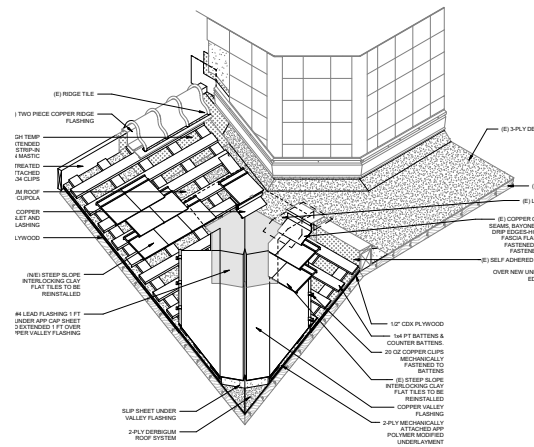 (E) RIDGE TILE
) TWO PIECE COPPER RIDGE
FLASHING
GH TEMP
TENDED
STRIP-IN
MASTIC
TREATED
TTACHED
34 CLIPS
UM ROOF
CUPOLA
COPPER
LET AND
LASHING
LYWOOD
(N/E) STEEP SLOPE
INTERLOCKING CLAY
FLAT TILES TO BE
REINSTALLED
#4 LEAD FLASHING 1 FT
UNDER APP CAP SHEET
EXTENDED 1 FT OVER
PER VALLEY FLASHING
SLIP SHEET UNDER
VALLEY FLASHING
2-PLY DERBIGUM
ROOF SYSTEM
(E) 3-PLY DE
(
(E) L
(E) COPPER
SEAMS, BAYONE
DRIP EDGES-H
FASCIA FLA
FASTENED
FASTENE
(E) SELF ADHERED
OVER NEW UN
ED
1/2" CDX PLYWOOD
1x4 PT BATTENS &
COUNTER BATTENS.
20 OZ COPPER CLIPS
MECHANICALLY
FASTENED TO
BATTENS
(E) STEEP SLOPE
INTERLOCKING CLAY
FLAT TILES TO BE
REINSTALLED
COPPER VALLEY
FLASHING
2-PLY MECHANICALLY
ATTACHED APP
POLYMER MODIFIED
UNDERLAYMENT